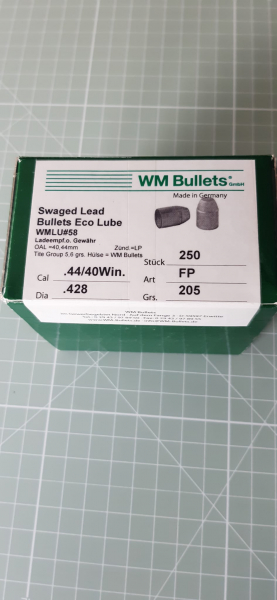 WM Bullets GmbH
Made in Germany
Swaged Lead
Bullets Eco Lube
WMLU#58
Ladeempf.o. Gewähr
OAL =40,44mm Zünd.=LP
Tite Group 5,6 grs. Hülse = WM Bullets
Stück 250
Cal .44/40Win. Art FP
Dia .428 Grs. 205
WM Bullets